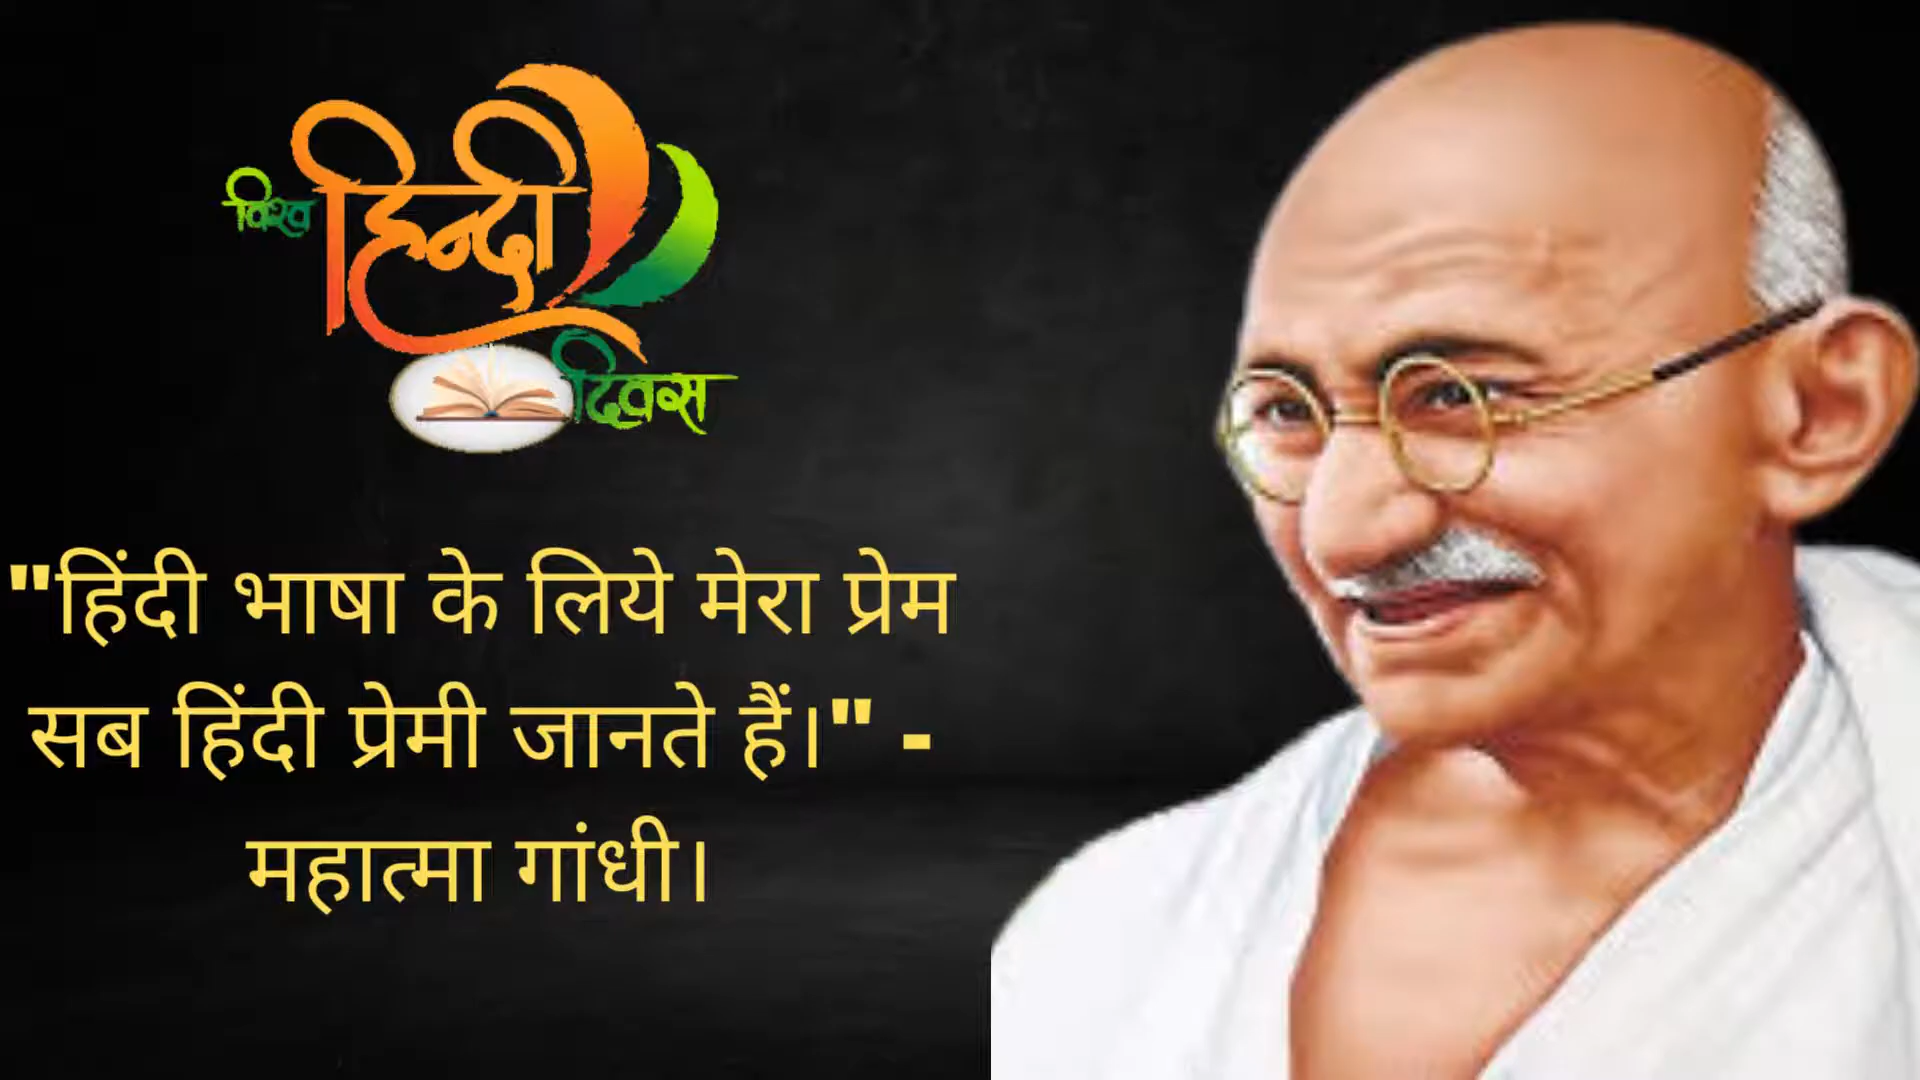 विश्व
हिन्दी
दिवस
"हिंदी भाषा के लिये मेरा प्रेम
सब हिंदी प्रेमी जानते हैं।" -
महात्मा गांधी।